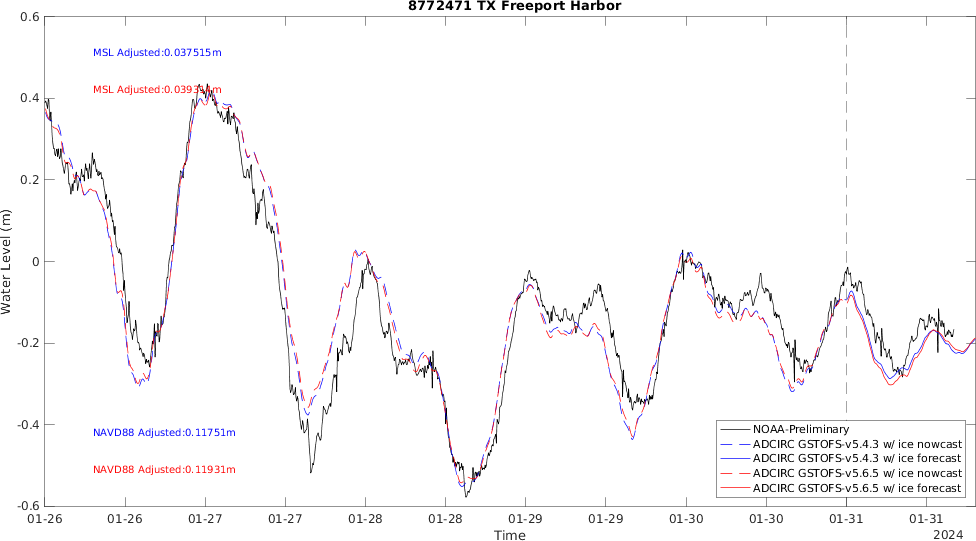 8772471 TX Freeport Harbor
0.6
MSL Adjusted:0.037515m
MSL Adjusted:0.039
0.4
0.2
0
-0.2
-0.4
-0.6
Water Level (m)
NAVD88 Adjusted:0.11751m
NAVD88 Adjusted:0.11931m
NOAA-Preliminary
ADCIRC GSTOFS-v5.4.3 w/ ice nowcast
ADCIRC GSTOFS-v5.4.3 w/ ice forecast
ADCIRC GSTOFS-v5.6.5 w/ ice nowcast
ADCIRC GSTOFS-v5.6.5 w/ ice forecast
01-26 01-26 01-27 01-27 01-28 01-28 01-29 01-29 01-30 01-30 01-31 01-31
Time
2024